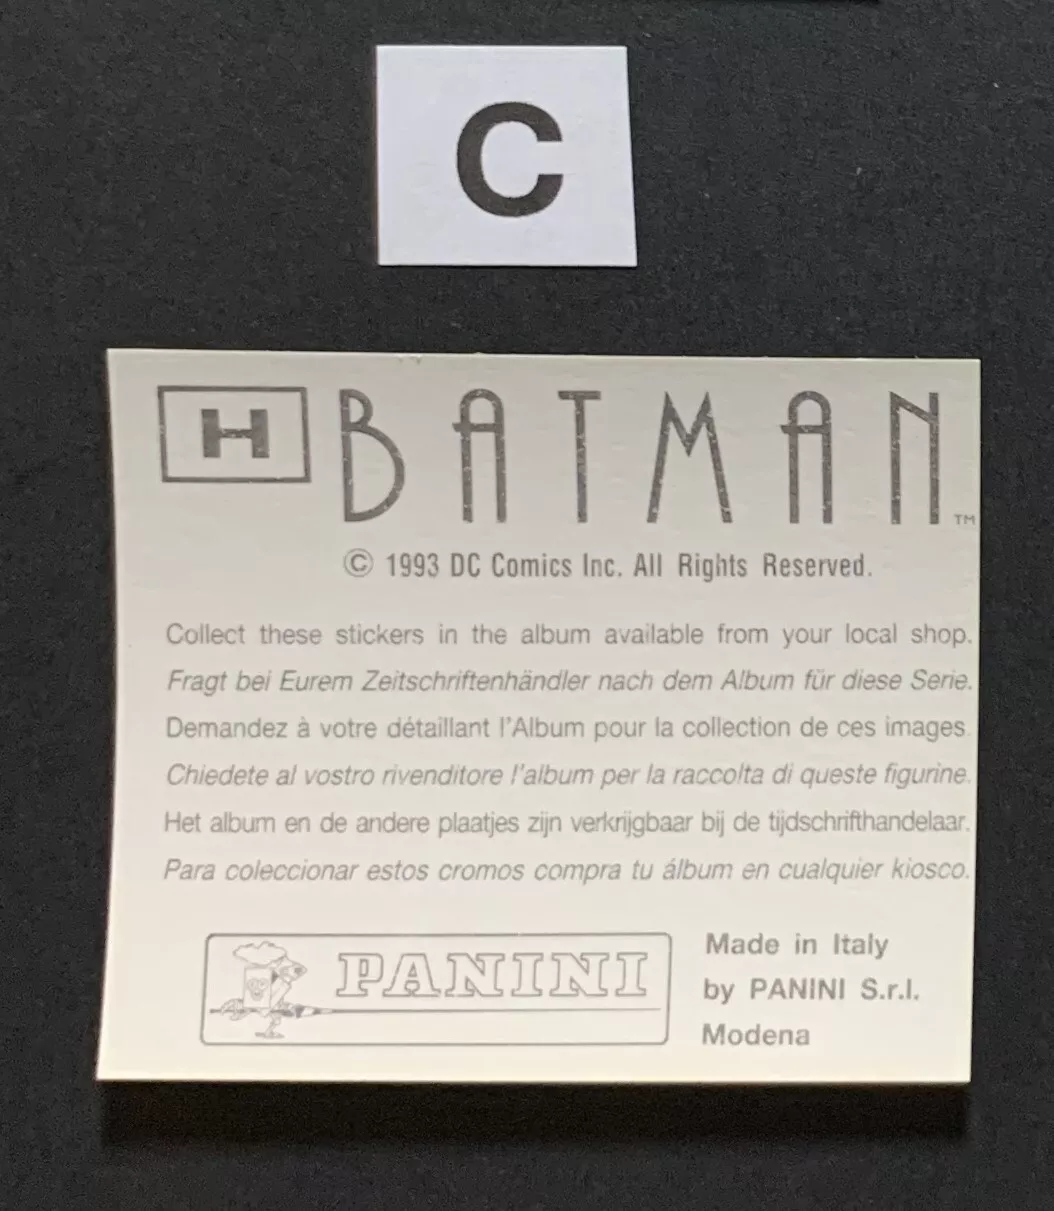 C
H BATMAN™
© 1993 DC Comics Inc. All Rights Reserved.
Collect these stickers in the album available from your local shop.
Fragt bei Eurem Zeitschriftenhändler nach dem Album für diese Serie.
Demandez à votre détaillant l'Album pour la collection de ces images.
Chiedete al vostro rivenditore l'album per la raccolta di queste figurine.
Het album en de andere plaatjes zijn verkrijgbaar bij de tijdschrifthandelaar.
Para coleccionar estos cromos compra tu álbum en cualquier kiosco.
PANINI
Made in Italy
by PANINI S.r.l.
Modena